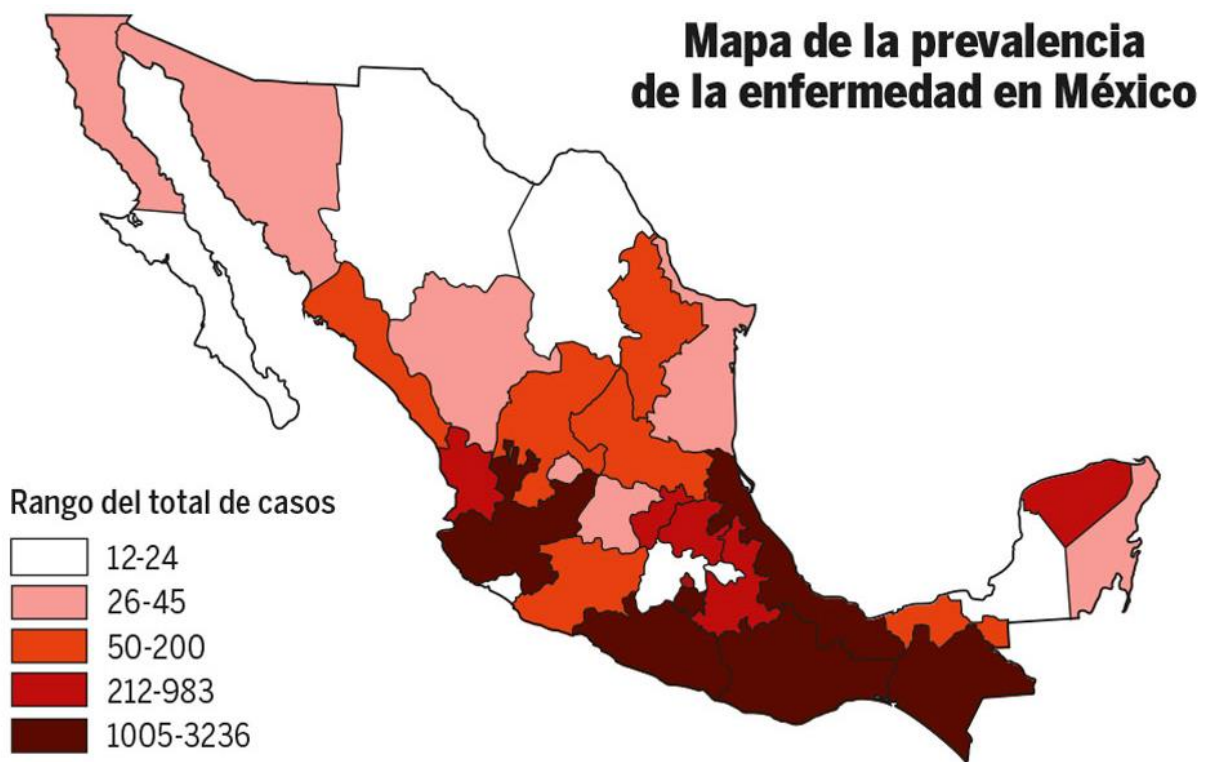 Mapa de la prevalencia
de la enfermedad en México
Rango del total de casos
12-24
26-45
50-200
212-983
1005-3236